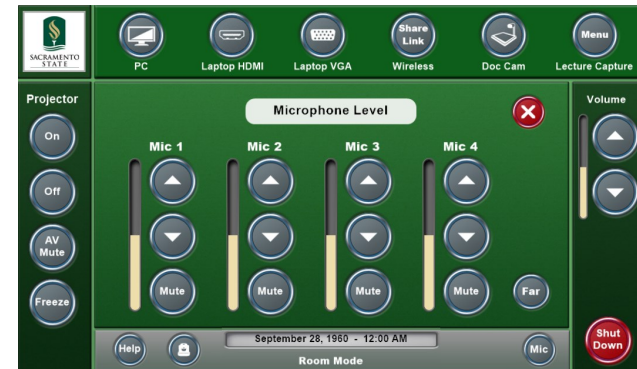 SACRAMENTO
STATE
PC
Laptop HDMI
Laptop VGA
Share
Link
Wireless
Doc Cam
Menu
Lecture Capture
Projector
On
Off
AV
Mute
Freeze
Microphone Level
Mic 1
Mic 2
Mic 3
Mic 4
Mute
Mute
Mute
Mute
Far
Volume
Shut
Down
Help
September 28, 1960 - 12:00 AM
Room Mode
Mic